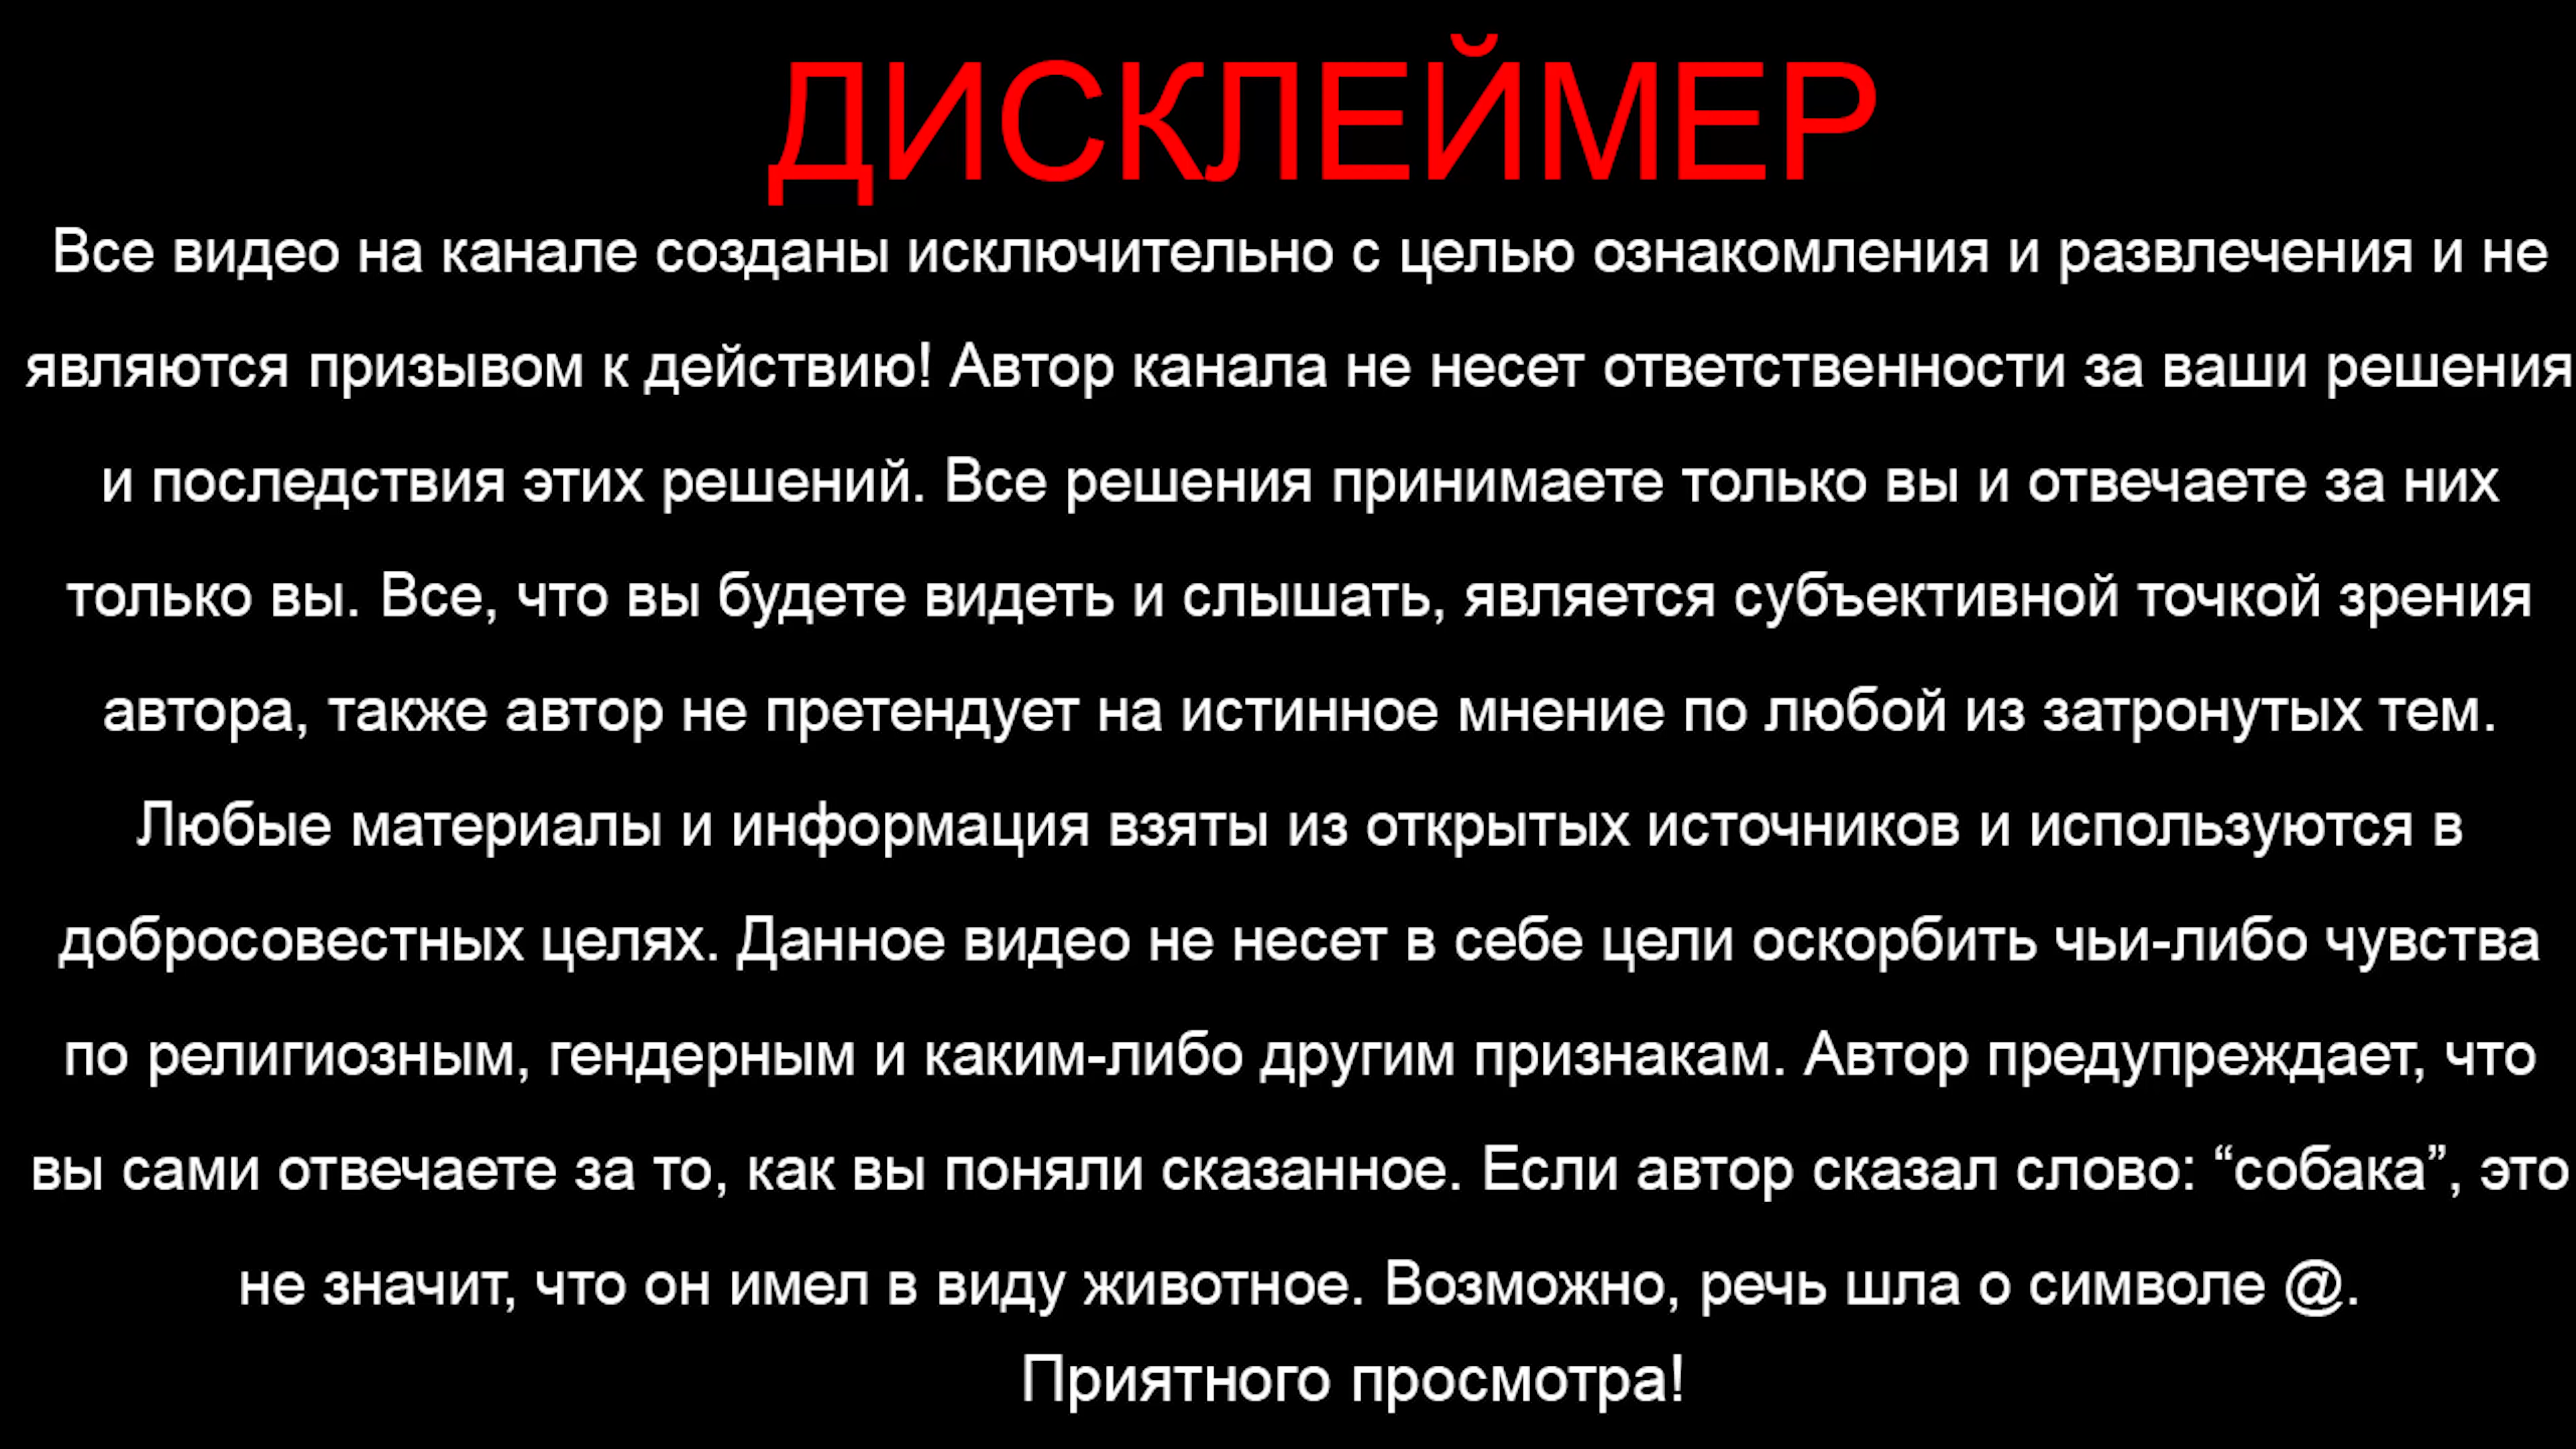 ДИСКЛЕЙМЕР
Все видео на канале созданы исключительно с целью ознакомления и развлечения и не
являются призывом к действию! Автор канала не несет ответственности за ваши решения
и последствия этих решений. Все решения принимаете только вы и отвечаете за них
только вы. Все, что вы будете видеть и слышать, является субъективной точкой зрения
автора, также автор не претендует на истинное мнение по любой из затронутых тем.
Любые материалы и информация взяты из открытых источников и используются в
добросовестных целях. Данное видео не несет в себе цели оскорбить чьи-либо чувства
по религиозным, гендерным и каким-либо другим признакам. Автор предупреждает, что
вы сами отвечаете за то, как вы поняли сказанное. Если автор сказал слово: “собака”, это
не значит, что он имел в виду животное. Возможно, речь шла о символе @.
Приятного просмотра!